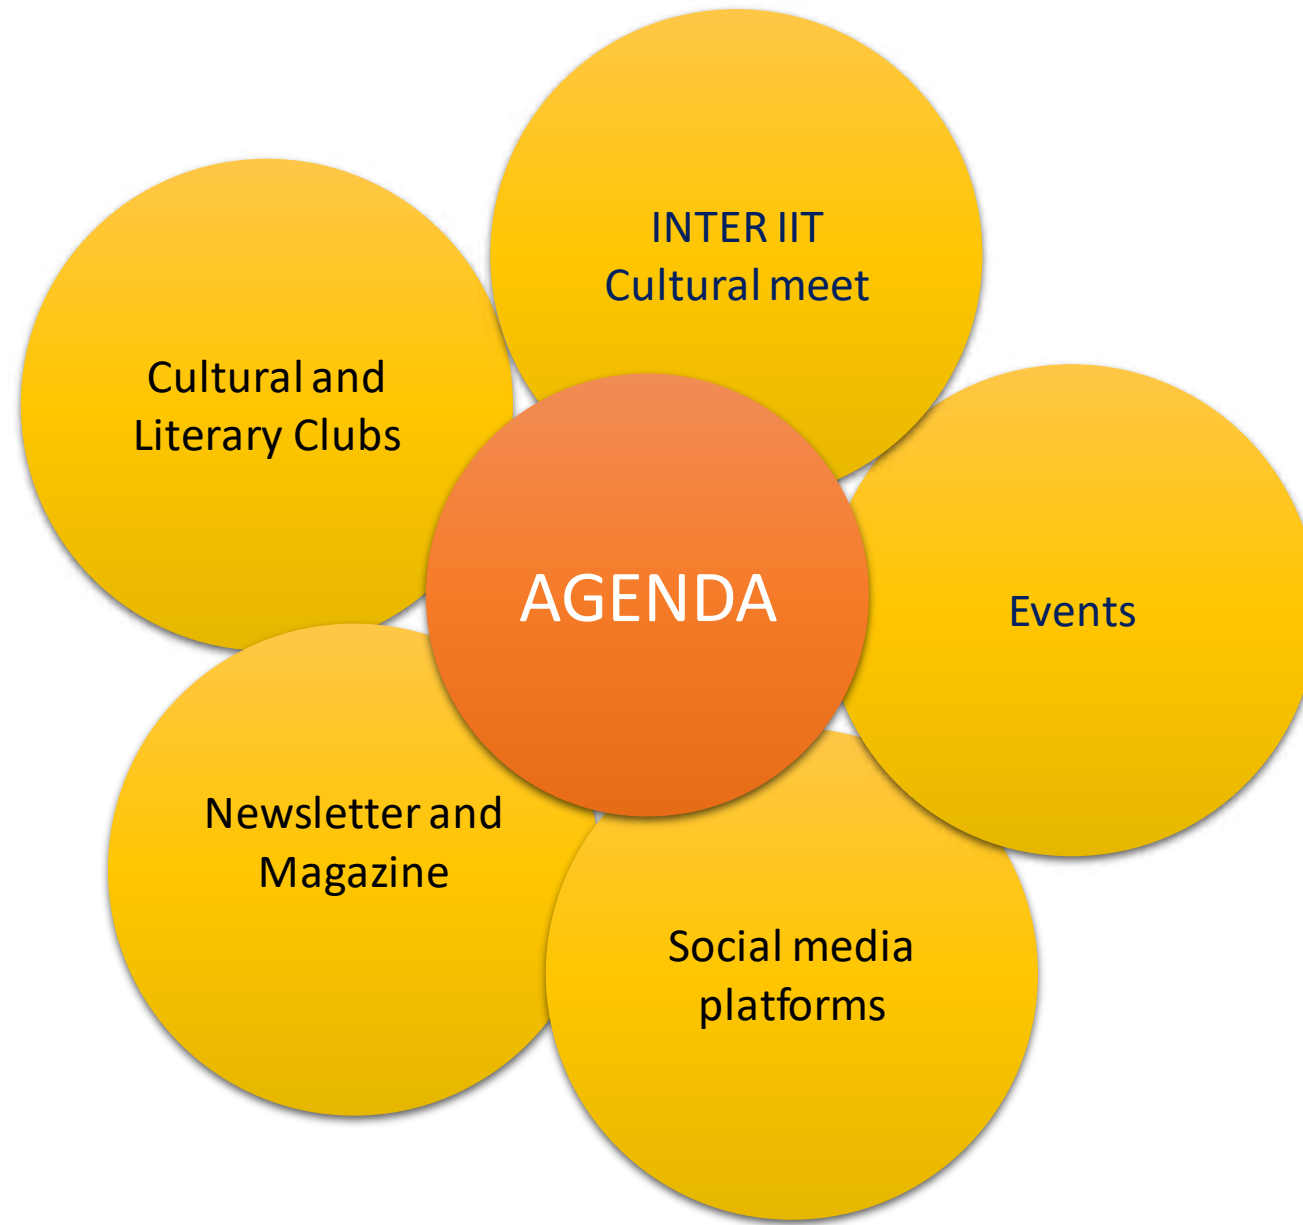 INTER IIT
Cultural meet
Cultural and
Literary Clubs
AGENDA
Events
Newsletter and
Magazine
Social media
platforms